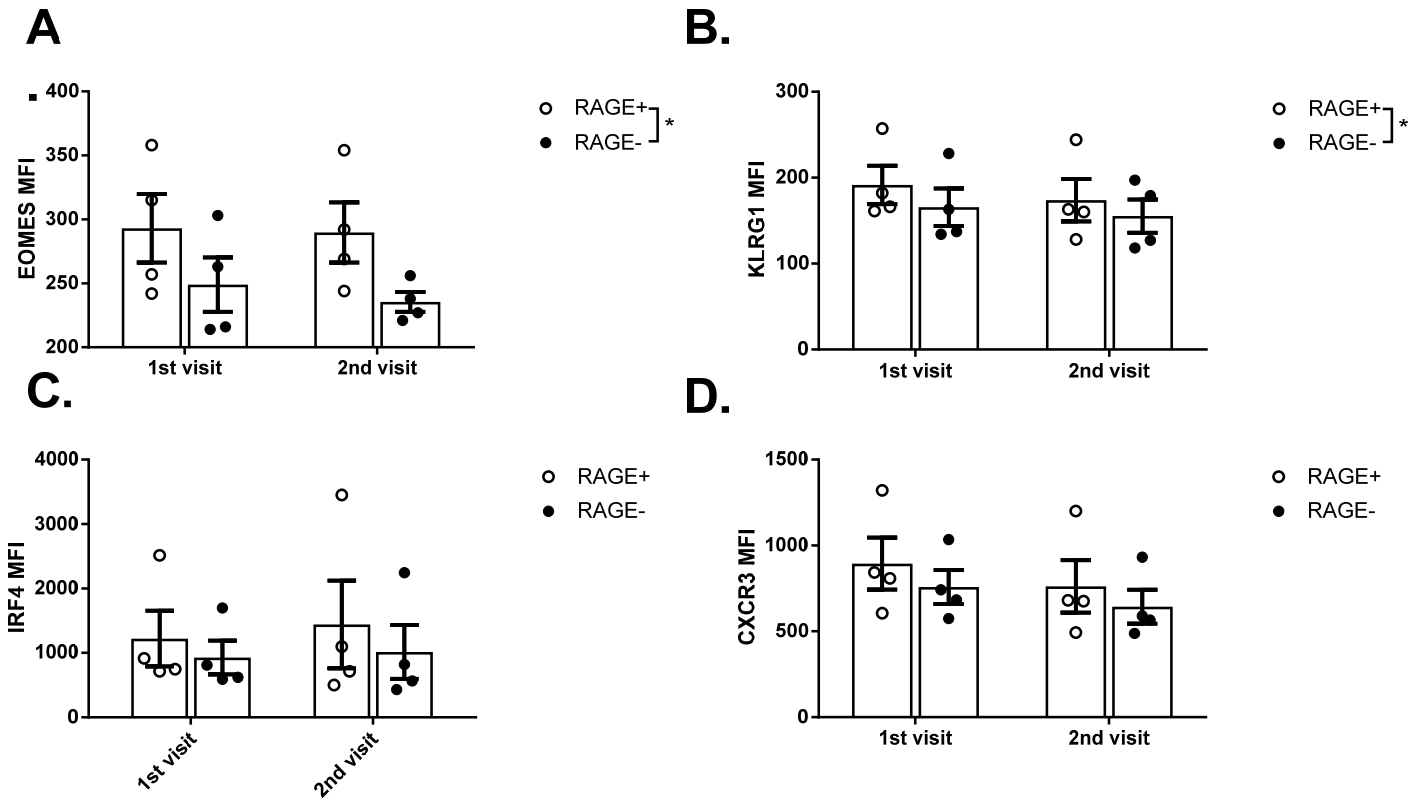 A
.
400
350
300
250
200
EOMES MFI
1st visit
2nd visit
RAGE+
RAGE-
*
B.
300
200
100
0
KLRG1 MFI
1st visit
2nd visit
RAGE+
RAGE-
*
C.
4000
3000
2000
1000
0
IRF4 MFI
1st visit
2nd visit
RAGE+
RAGE-
D.
1500
1000
500
0
CXCR3 MFI
1st visit
2nd visit
RAGE+
RAGE-